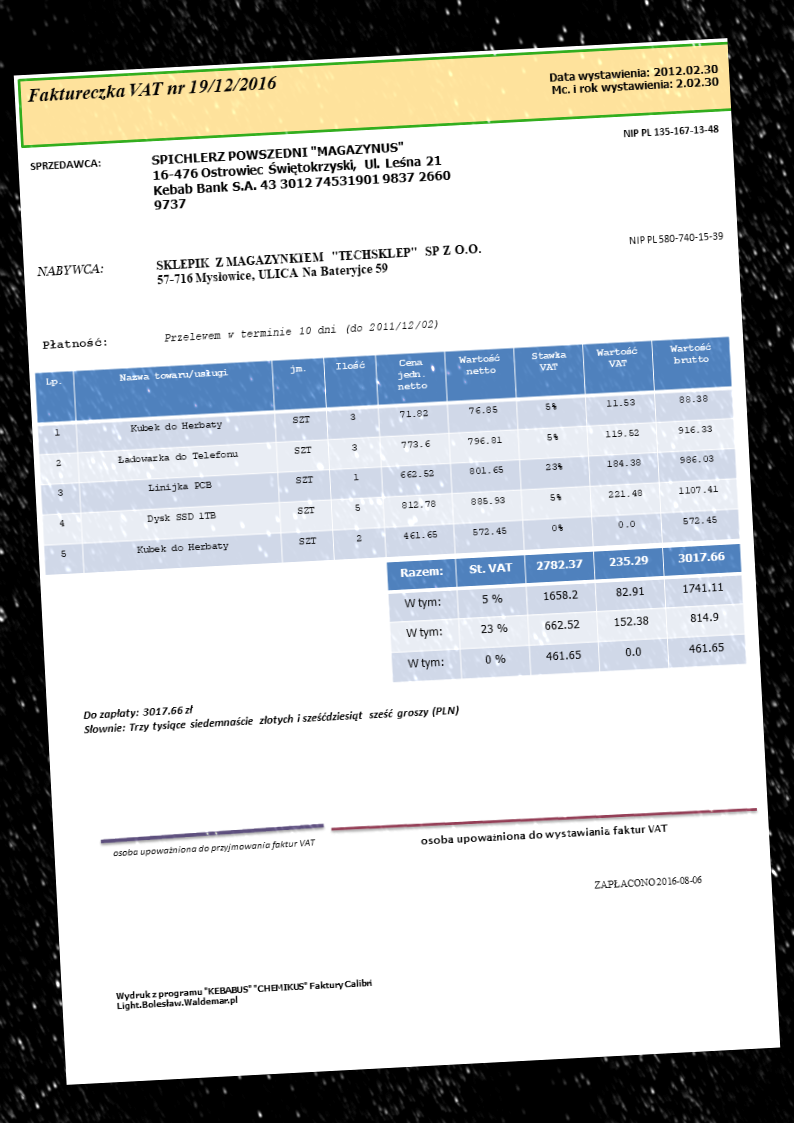 Faktureczka VAT nr 19/12/2016
Data wystawienia: 2012.02.30
Mc. i rok wystawienia: 2.02.30
NIP PL 135-167-13-48
SPRZEDAWCA: SPICHLERZ POWSZEDNI "MAGAZYNUS"
16-476 Ostrowiec Świętokrzyski, Ul. Leśna 21
Kebab Bank S.A. 43 3012 74531901 9837 2660
9737
NIP PL 580-740-15-39
NABYWCA: SKLEPIK Z MAGAZYNKIEM "TECHSKLEP" SP Z O.O.
57-716 Mysłowice, ULICA Na Bateryjce 59
Płatność: Przelewem w terminie 10 dni (do 2011/12/02)
Lp. Nazwa towaru/usługi jm. Ilość Cena jedn. netto Wartość netto Stawka VAT Wartość VAT Wartość brutto
1 Kubek do Herbaty SZT 3 71.82 76.85 5% 11.53 88.38
2 Ładowarka do Telefonu SZT 3 773.6 796.81 5% 119.52 916.33
3 Linijka PCB SZT 1 662.52 801.65 23% 184.38 986.03
4 Dysk SSD 1TB SZT 5 812.78 885.93 5% 221.48 1107.41
5 Kubek do Herbaty SZT 2 461.65 572.45 0% 0.0 572.45
Razem: St. VAT 2782.37 235.29 3017.66
W tym: 5 % 1658.2 82.91 1741.11
W tym: 23 % 662.52 152.38 814.9
W tym: 0 % 461.65 0.0 461.65
Do zapłaty: 3017.66 zł
Słownie: Trzy tysiące siedemnaście złotych i sześćdziesiąt sześć groszy (PLN)
osoba upoważniona do przyjmowania faktur VAT
osoba upoważniona do wystawiania faktur VAT
ZAPŁACONO 2016-08-06
Wydruk z programu "KEBABUS" "CHEMIKUS" Faktury Calibri
Light.Bolesław.Waldemar.pl